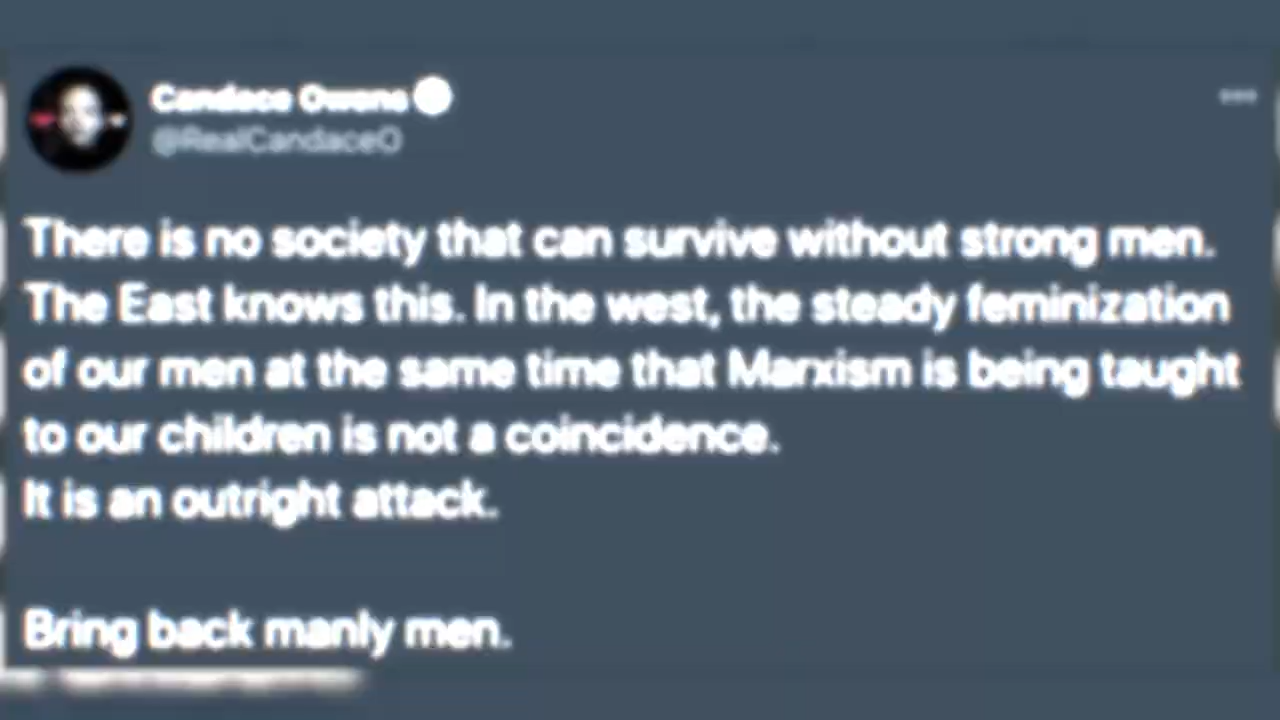 Candace Owens
@RealCandaceO
There is no society that can survive without strong men.
The East knows this. In the west, the steady feminization
of our men at the same time that Marxism is being taught
to our children is not a coincidence.
It is an outright attack.
Bring back manly men.